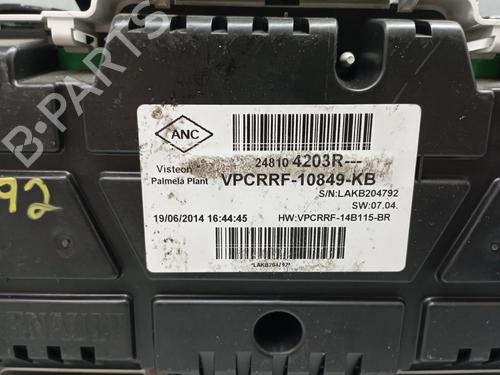 ANC
Visteon
Palmela Plant
24810 4203R---
VPCRRF-10849-KB
S/N:LAKB204792
SW:07.04.
19/06/2014 16:44:45
HW:VPCRRF-14B115-BR
*LAKB204792*
92
B-PARTS